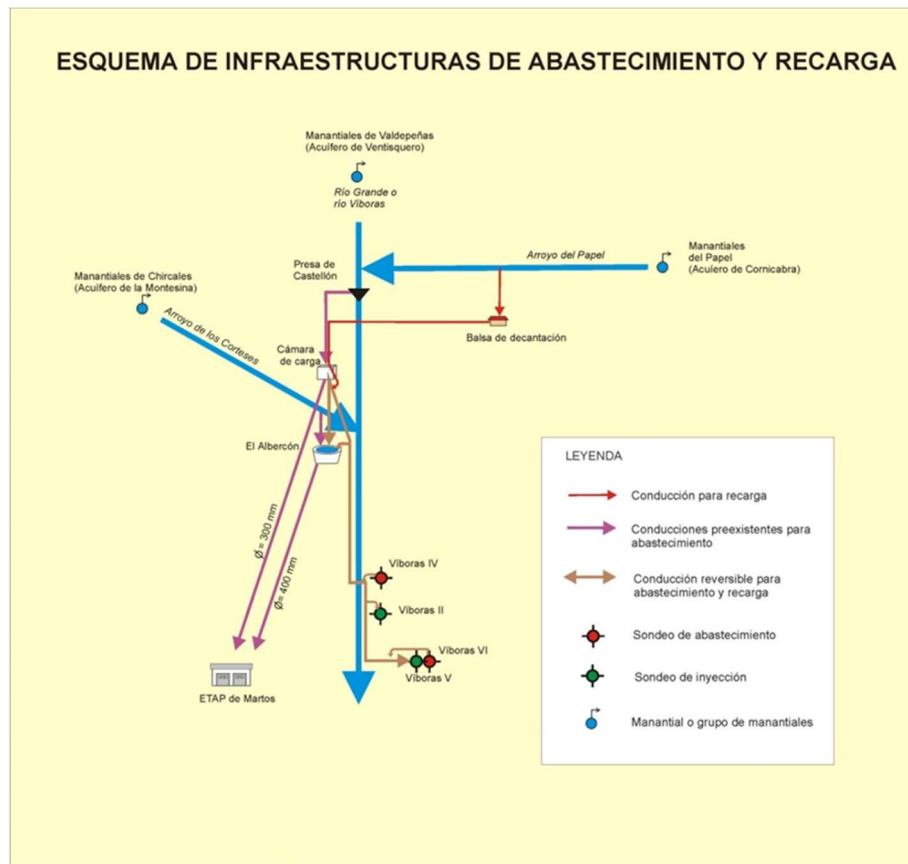 ESQUEMA DE INFRAESTRUCTURAS DE ABASTECIMIENTO Y RECARGA
Manantiales de Valdepeñas
(Acuífero de Ventisquero)
Río Grande o
río Víboras
Arroyo del Papel
Manantiales
del Papel
(Acuíero de Cornicabra)
Presa de
Castellón
Manantiales de Chircales
(Acuífero de la Montesina)
Arroyo de los Corteses
Balsa de decantación
Cámara
de carga
El Albercón
Ø = 300 mm
Ø= 400 mm
Víboras IV
Víboras II
Víboras VI
Víboras V
ETAP de Martos
LEYENDA
Conducción para recarga
Conducciones preexistentes para
abastecimiento
Conducción reversible para
abastecimiento y recarga
Sondeo de abastecimiento
Sondeo de inyección
Manantial o grupo de manantiales